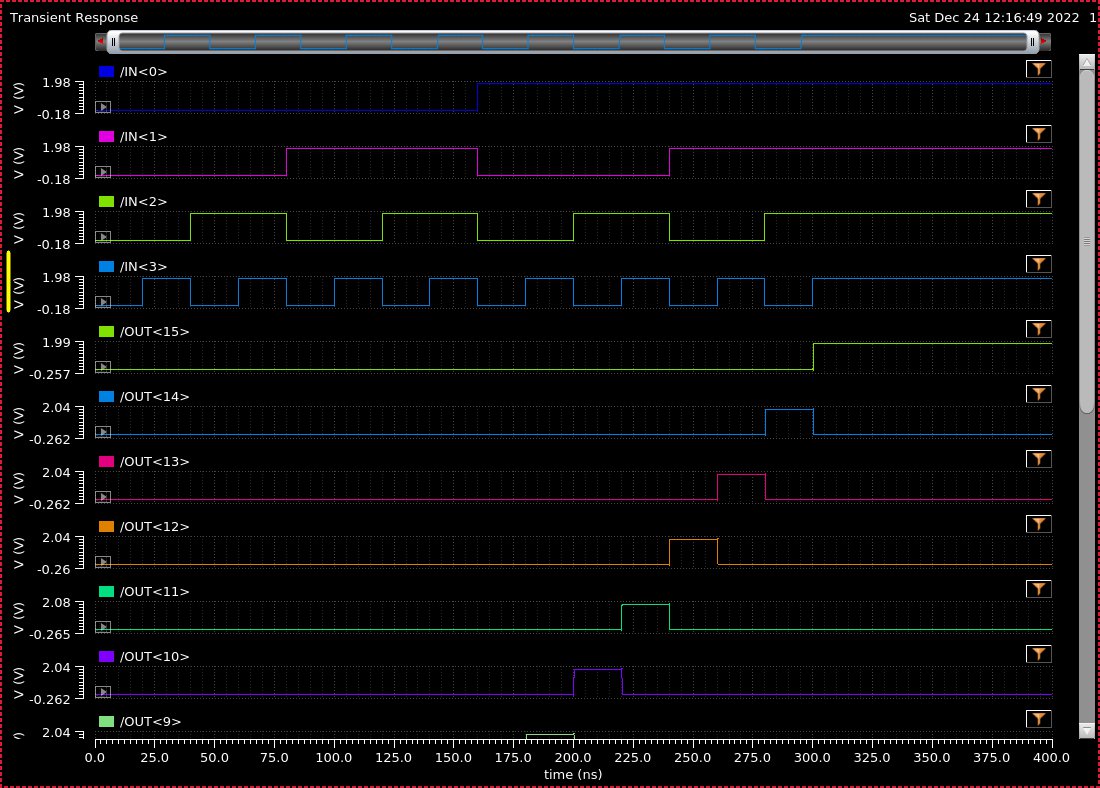 Transient Response Sat Dec 24 12:16:49 2022 1
/IN<0>
1.98
V (V)
-0.18
/IN<1>
1.98
V (V)
-0.18
/IN<2>
1.98
V (V)
-0.18
/IN<3>
1.98
V (V)
-0.18
/OUT<15>
1.99
V (V)
-0.257
/OUT<14>
2.04
V (V)
-0.262
/OUT<13>
2.04
V (V)
-0.262
/OUT<12>
2.04
V (V)
-0.26
/OUT<11>
2.08
V (V)
-0.265
/OUT<10>
2.04
V (V)
-0.262
/OUT<9>
2.04
0.0 25.0 50.0 75.0 100.0 125.0 150.0 175.0 200.0 225.0 250.0 275.0 300.0 325.0 350.0 375.0 400.0
time (ns)